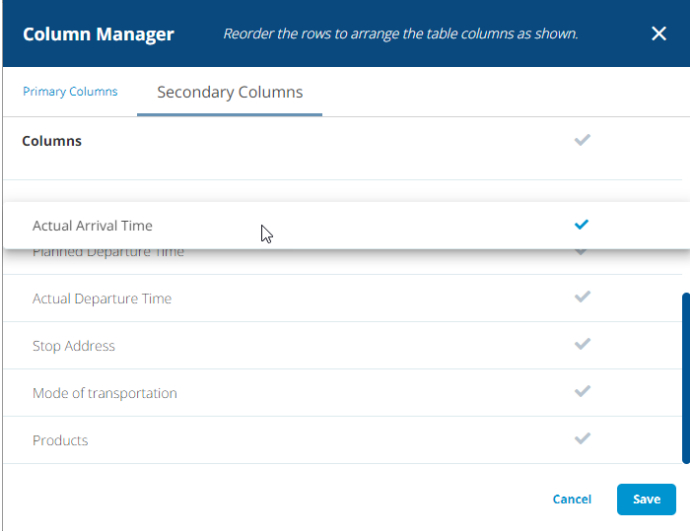 Column Manager Reorder the rows to arrange the table columns as shown.
Primary Columns Secondary Columns
Columns
Actual Arrival Time
Planned Departure Time
Actual Departure Time
Stop Address
Mode of transportation
Products
Cancel Save